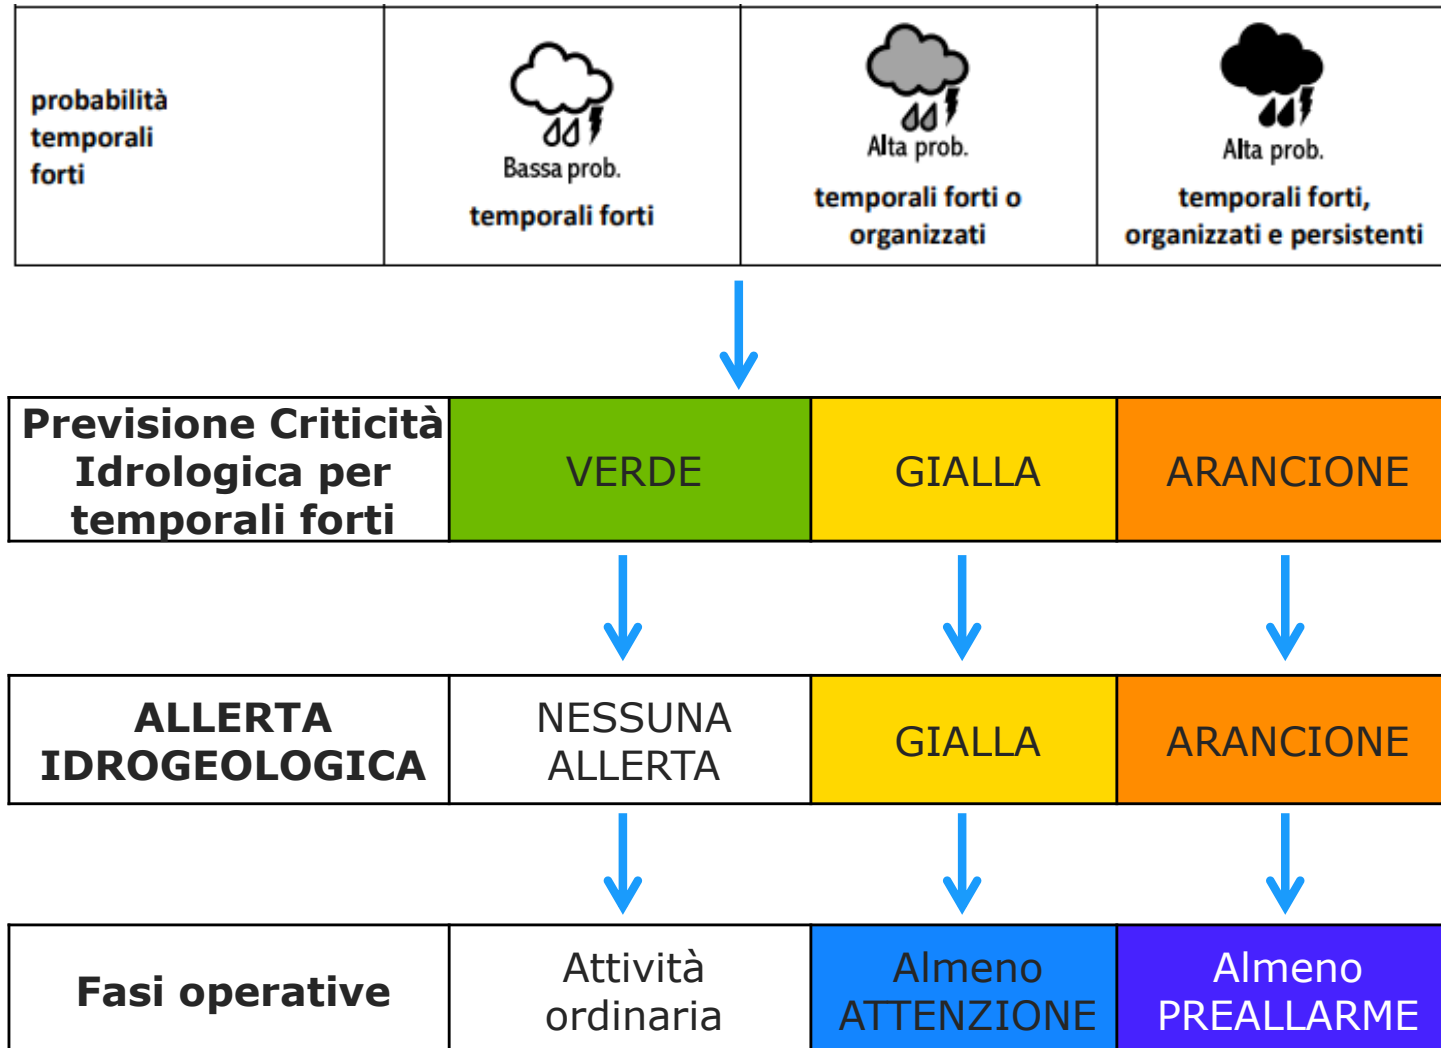 probabilità
temporali
forti
Bassa prob.
temporali forti
Alta prob.
temporali forti o
organizzati
Alta prob.
temporali forti,
organizzati e persistenti
Previsione Criticità
Idrologica per
temporali forti
VERDE
GIALLA
ARANCIONE
ALLERTA
IDROGEOLOGICA
NESSUNA
ALLERTA
GIALLA
ARANCIONE
Fasi operative
Attività
ordinaria
Almeno
ATTENZIONE
Almeno
PREALLARME